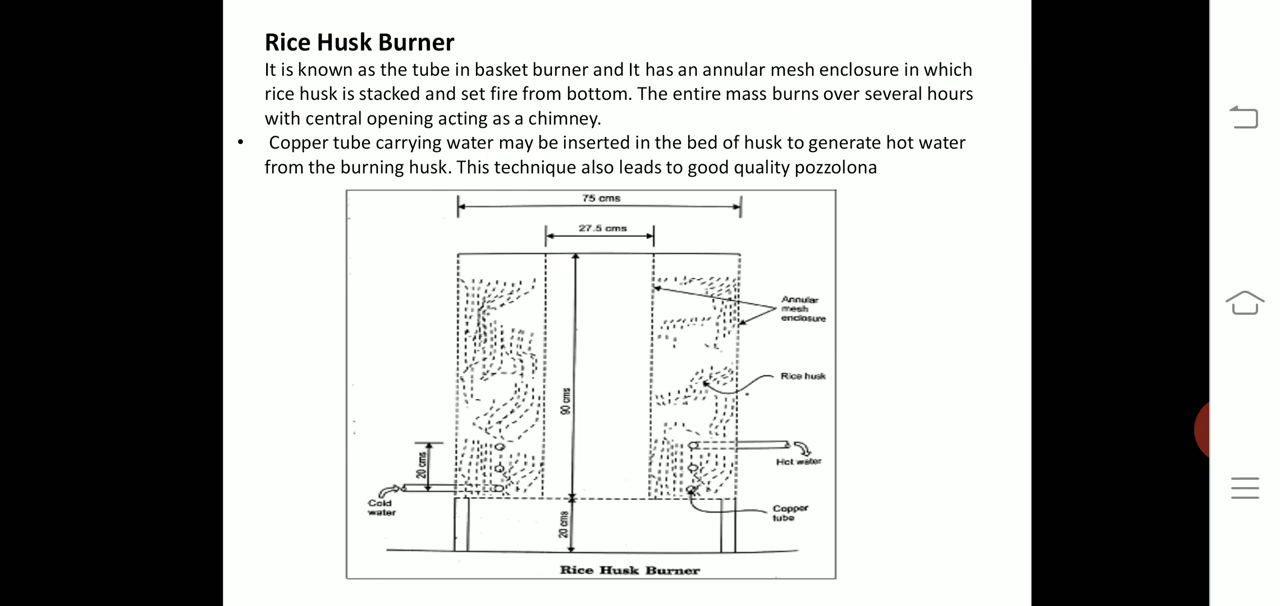 Rice Husk Burner
It is known as the tube in basket burner and It has an annular mesh enclosure in which
rice husk is stacked and set fire from bottom. The entire mass burns over several hours
with central opening acting as a chimney.
• Copper tube carrying water may be inserted in the bed of husk to generate hot water
from the burning husk. This technique also leads to good quality pozzolona
75 cms
27.5 cms
Annular
mesh
enclosure
Rice husk
90 cms
20 cms
Hot water
Cold
water
Copper
tube
20 cms
Rice Husk Burner